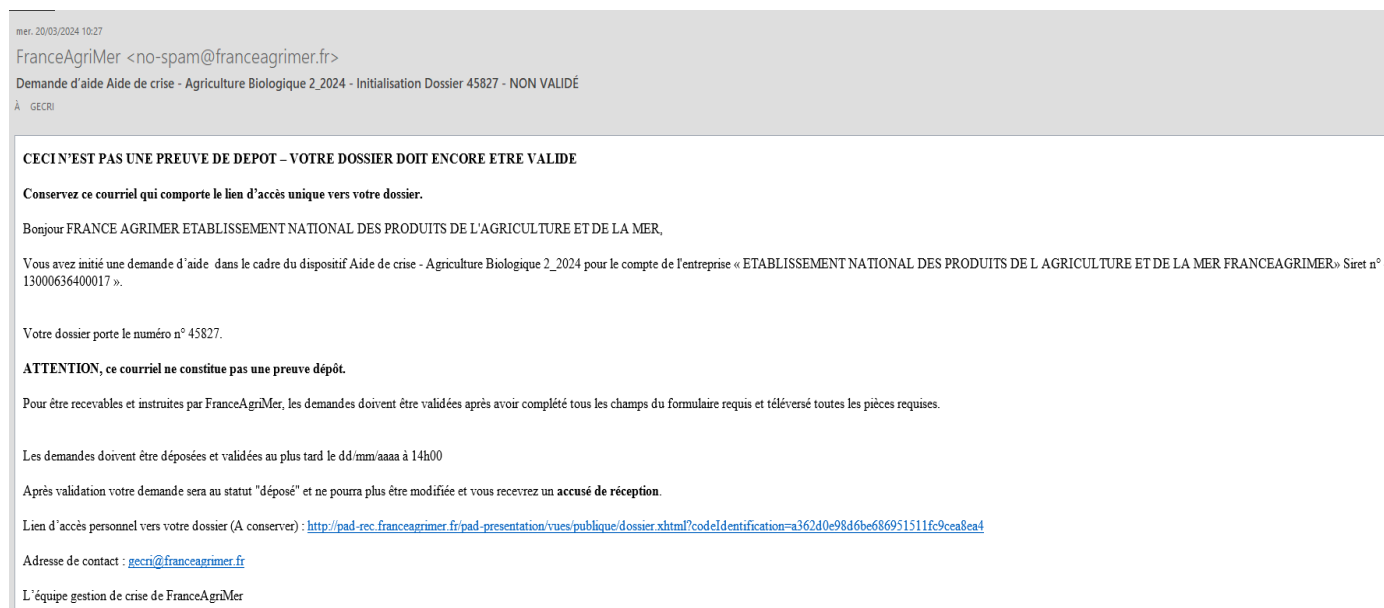 mer. 20/03/2024 10:27
FranceAgriMer <no-spam@franceagrimer.fr>
Demande d'aide Aide de crise - Agriculture Biologique 2_2024 - Initialisation Dossier 45827 - NON VALIDÉ
À GECRI
CECI N'EST PAS UNE PREUVE DE DEPOT – VOTRE DOSSIER DOIT ENCORE ETRE VALIDE
Conservez ce courriel qui comporte le lien d'accès unique vers votre dossier.
Bonjour FRANCE AGRIMER ETABLISSEMENT NATIONAL DES PRODUITS DE L'AGRICULTURE ET DE LA MER,
Vous avez initié une demande d'aide dans le cadre du dispositif Aide de crise - Agriculture Biologique 2_2024 pour le compte de l'entreprise « ETABLISSEMENT NATIONAL DES PRODUITS DE L AGRICULTURE ET DE LA MER FRANCEAGRIMER» Siret n°
13000636400017 ».
Votre dossier porte le numéro n° 45827.
ATTENTION, ce courriel ne constitue pas une preuve dépôt.
Pour être recevables et instruites par FranceAgriMer, les demandes doivent être validées après avoir complété tous les champs du formulaire requis et téléversé toutes les pièces requises.
Les demandes doivent être déposées et validées au plus tard le dd/mm/aaaa à 14h00
Après validation votre demande sera au statut "déposé" et ne pourra plus être modifiée et vous recevrez un accusé de réception.
Lien d'accès personnel vers votre dossier (A conserver) : http://pad-rec.franceagrimer.fr/pad-presentation/vues/publique/dossier.xhtml?codeIdentification=a362d0e98d6be686951511fc9cea8ea4
Adresse de contact : gecri@franceagrimer.fr
L'équipe gestion de crise de FranceAgriMer